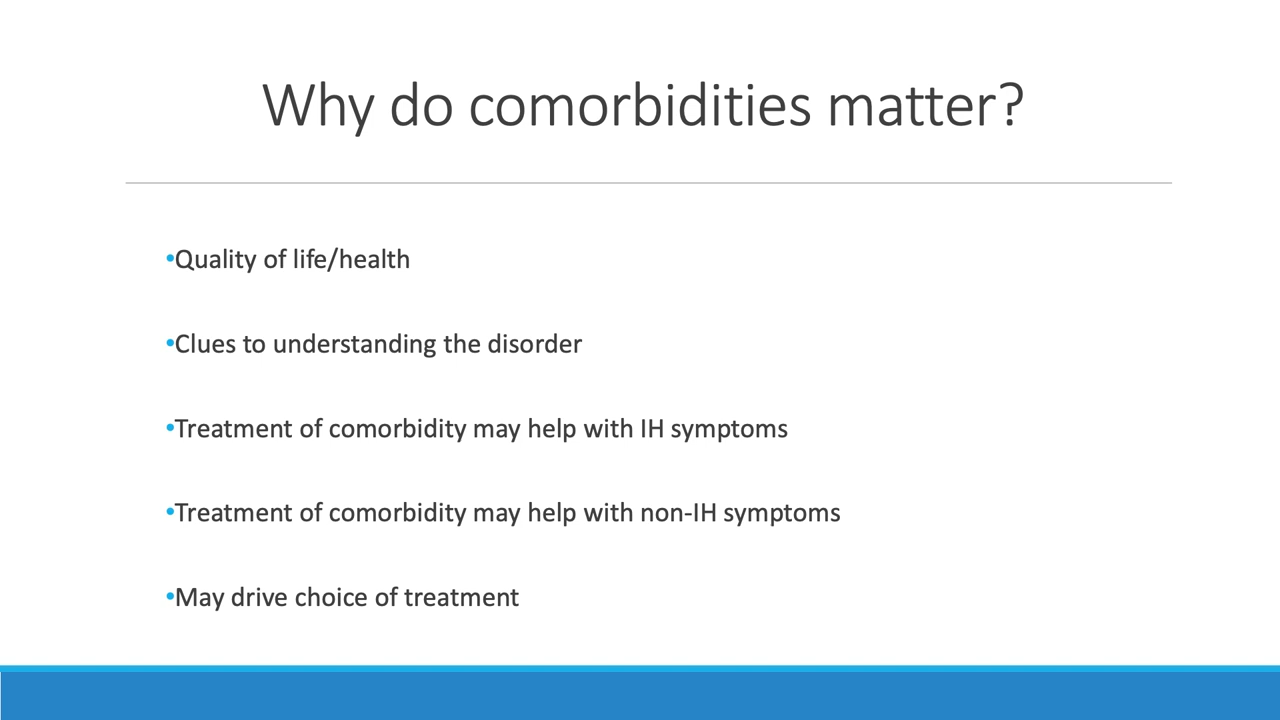 Why do comorbidities matter?
•Quality of life/health
•Clues to understanding the disorder
•Treatment of comorbidity may help with IH symptoms
•Treatment of comorbidity may help with non-IH symptoms
•May drive choice of treatment